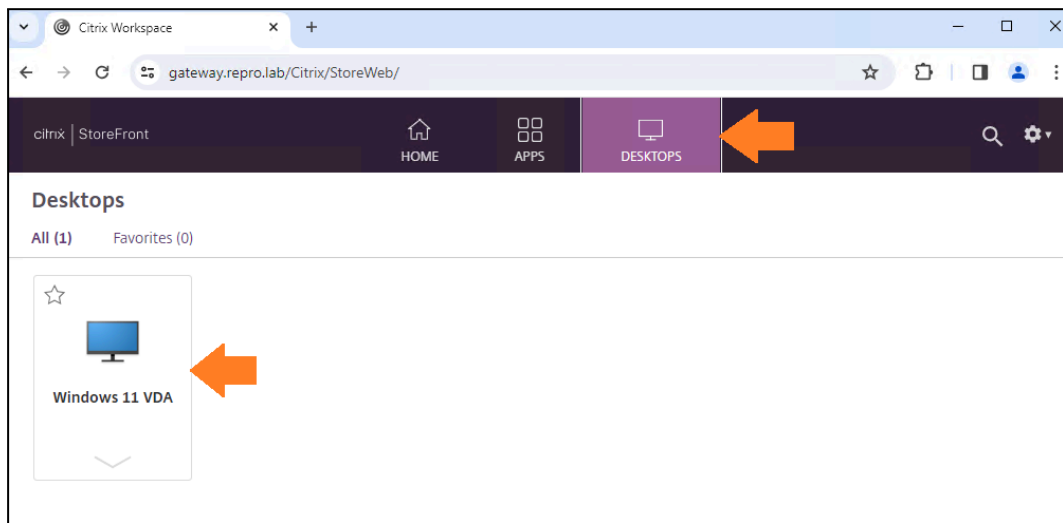 Citrix Workspace
gateway.repro.lab/Citrix/StoreWeb/
citrix | StoreFront
HOME
APPS
DESKTOPS
Desktops
All (1) Favorites (0)
Windows 11 VDA